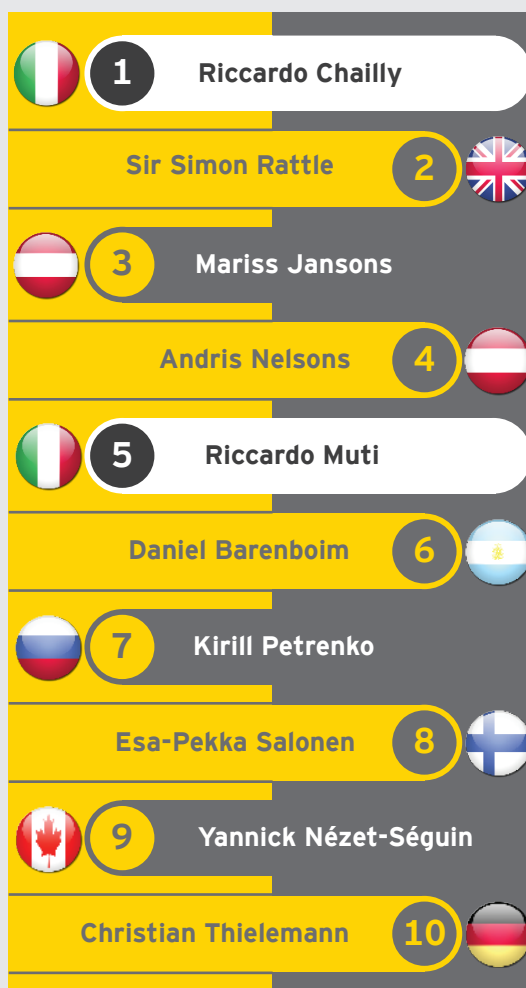 1 Riccardo Chailly
Sir Simon Rattle 2
3 Mariss Jansons
Andris Nelsons 4
5 Riccardo Muti
Daniel Barenboim 6
7 Kirill Petrenko
Esa-Pekka Salonen 8
9 Yannick Nézet-Séguin
Christian Thielemann 10